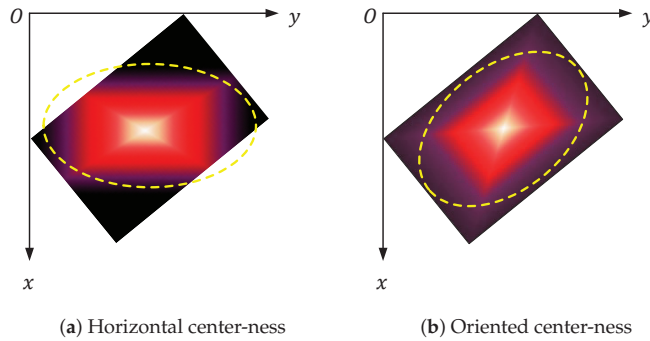 O y O y
x x
(a) Horizontal center-ness (b) Oriented center-ness